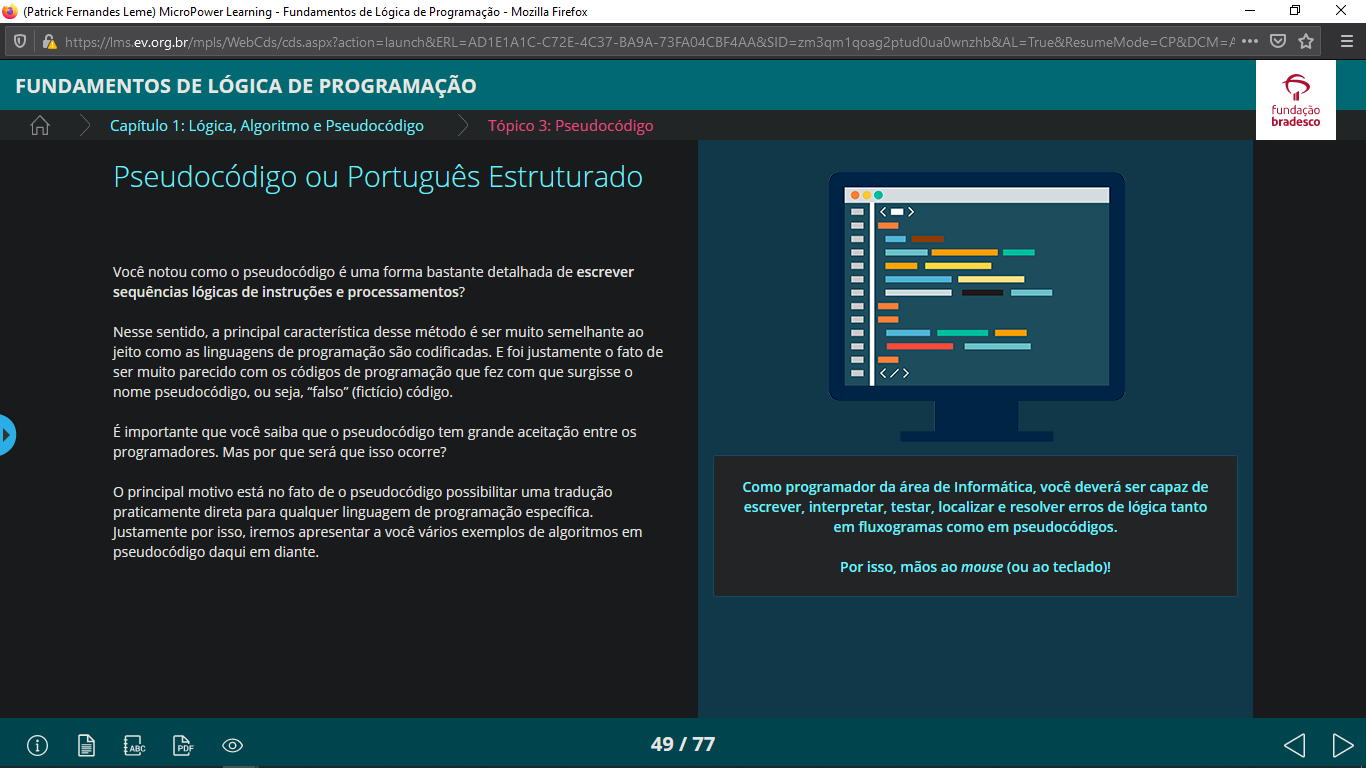 (Patrick Fernandes Leme) MicroPower Learning - Fundamentos de Lógica de Programação - Mozilla Firefox
https://lms.ev.org.br/mpls/WebCds/cds.aspx?action=launch&ERL=AD1E1A1C-C72E-4C37-BA9A-73FA04CBF4AA&SID=zm3qm1qoag2ptud0ua0wnzhb&AL=True&ResumeMode=CP&DCM=A
FUNDAMENTOS DE LÓGICA DE PROGRAMAÇÃO
fundação
bradesco
Capítulo 1: Lógica, Algoritmo e Pseudocódigo
Tópico 3: Pseudocódigo
Pseudocódigo ou Português Estruturado
Você notou como o pseudocódigo é uma forma bastante detalhada de escrever
sequências lógicas de instruções e processamentos?
Nesse sentido, a principal característica desse método é ser muito semelhante ao
jeito como as linguagens de programação são codificadas. E foi justamente o fato de
ser muito parecido com os códigos de programação que fez com que surgisse o
nome pseudocódigo, ou seja, “falso” (fictício) código.
É importante que você saiba que o pseudocódigo tem grande aceitação entre os
programadores. Mas por que será que isso ocorre?
O principal motivo está no fato de o pseudocódigo possibilitar uma tradução
praticamente direta para qualquer linguagem de programação específica.
Justamente por isso, iremos apresentar a você vários exemplos de algoritmos em
pseudocódigo daqui em diante.
Como programador da área de Informática, você deverá ser capaz de
escrever, interpretar, testar, localizar e resolver erros de lógica tanto
em fluxogramas como em pseudocódigos.
Por isso, mãos ao mouse (ou ao teclado)!
ABC
PDF
49 / 77